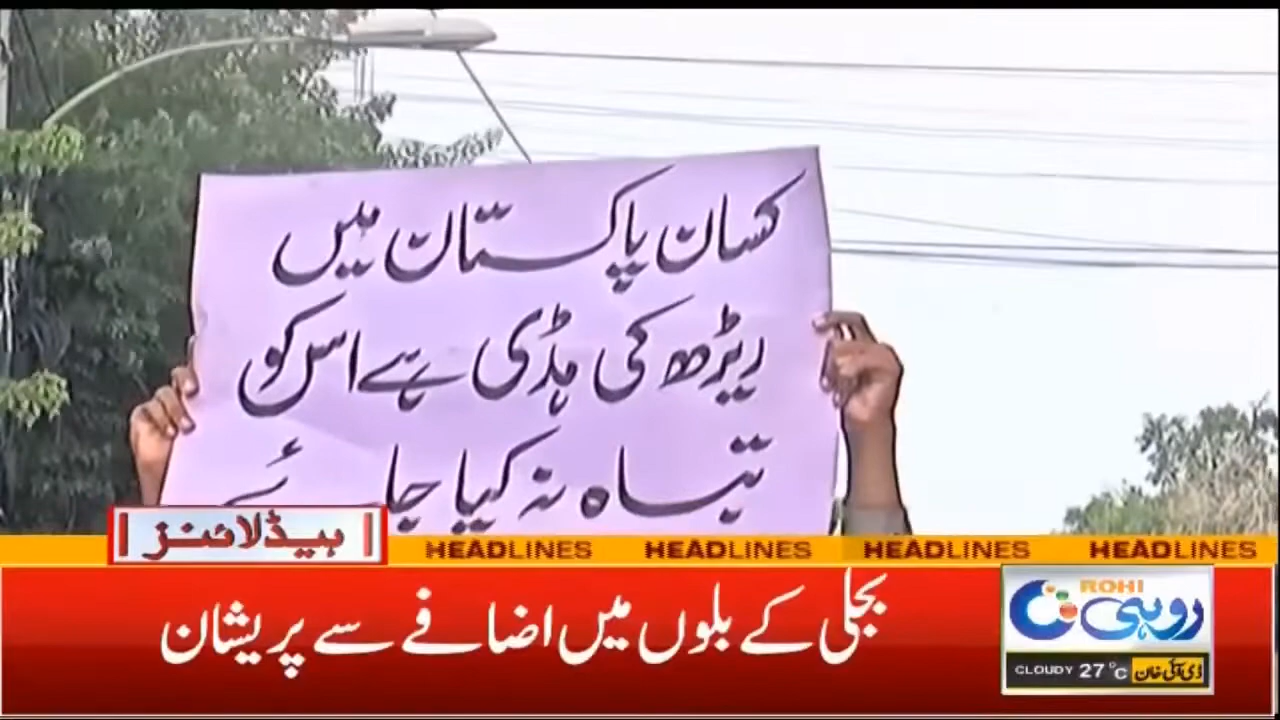 کسان پاکستان میں
ریڑھ کی ہڈی ہے اس کو
تباہ نہ کیا جائے
ہیڈلائنز
HEADLINES HEADLINES HEADLINES HEADLINES
بجلی کے بلوں میں اضافے سے پریشان
ROHI
روہی
CLOUDY 27°C ڈی آئی خان